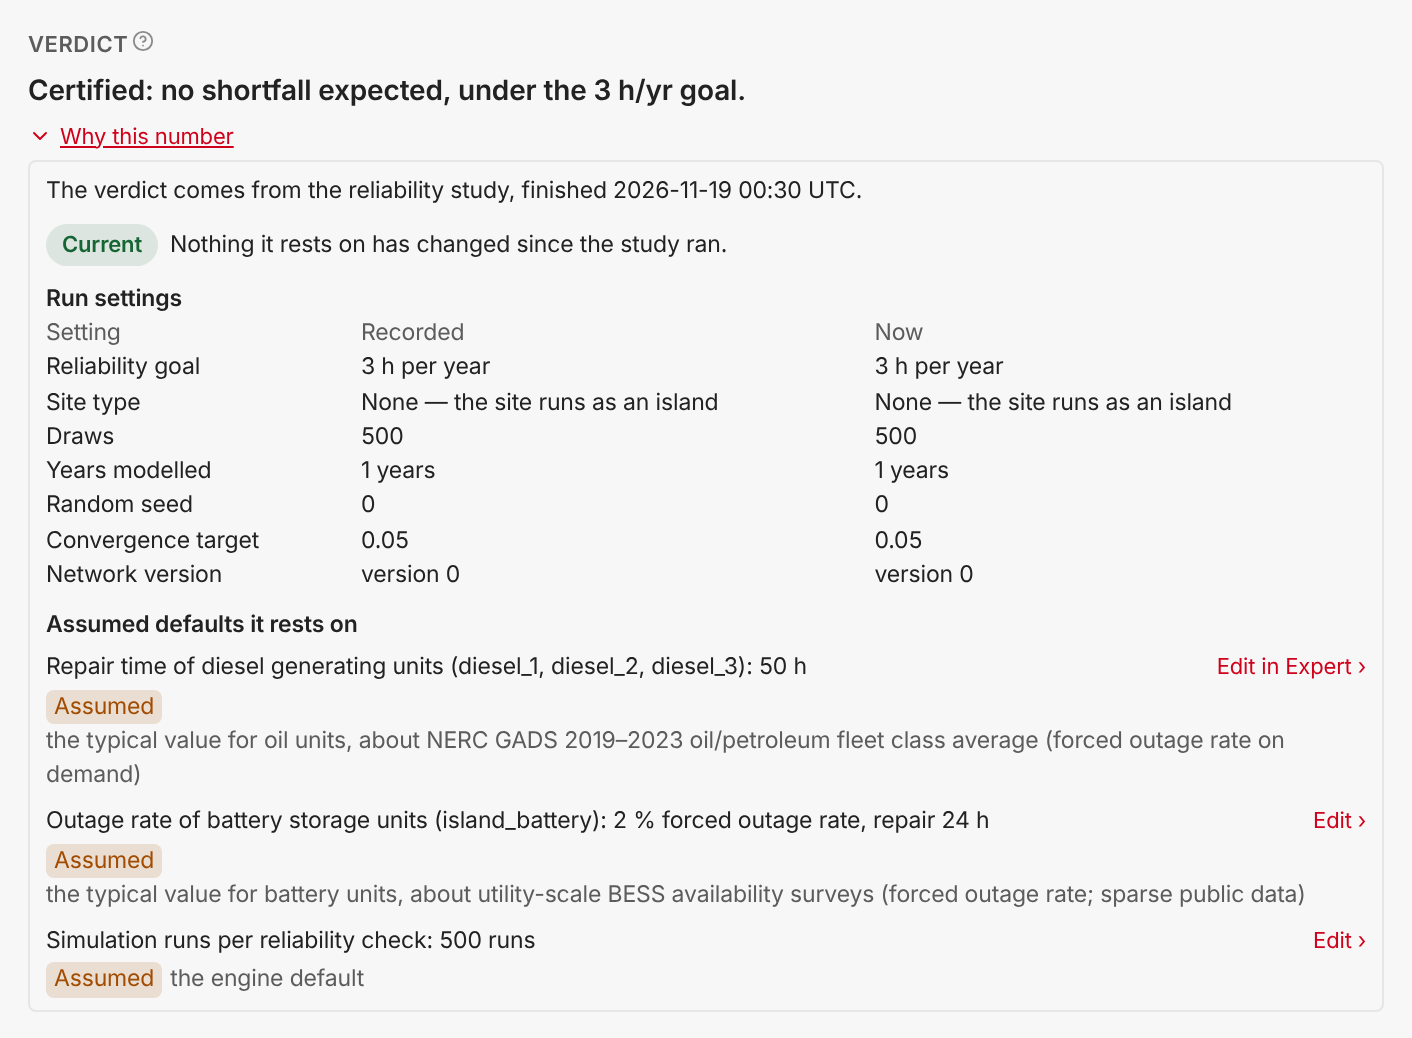 VERDICT
Certified: no shortfall expected, under the 3 h/yr goal.
Why this number
The verdict comes from the reliability study, finished 2026-11-19 00:30 UTC.
Current Nothing it rests on has changed since the study ran.
Run settings
Setting Recorded Now
Reliability goal 3 h per year 3 h per year
Site type None — the site runs as an island None — the site runs as an island
Draws 500 500
Years modelled 1 years 1 years
Random seed 0 0
Convergence target 0.05 0.05
Network version version 0 version 0
Assumed defaults it rests on
Repair time of diesel generating units (diesel_1, diesel_2, diesel_3): 50 h Edit in Expert ›
Assumed
the typical value for oil units, about NERC GADS 2019–2023 oil/petroleum fleet class average (forced outage rate on
demand)
Outage rate of battery storage units (island_battery): 2 % forced outage rate, repair 24 h Edit ›
Assumed
the typical value for battery units, about utility-scale BESS availability surveys (forced outage rate; sparse public data)
Simulation runs per reliability check: 500 runs Edit ›
Assumed the engine default